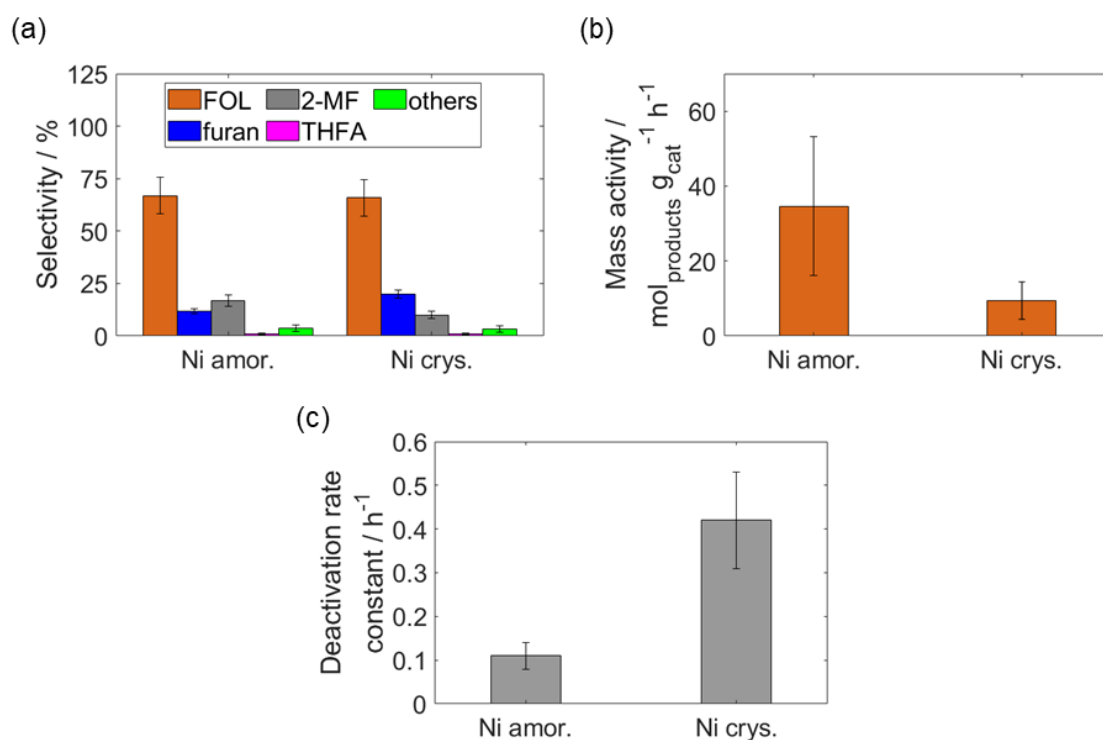 (a)
Selectivity / %
125
100
75
50
25
0
FOL 2-MF others
furan THFA
Ni amor. Ni crys.
(b)
Mass activity /
mol_products g_cat^-1 h^-1
60
40
20
0
Ni amor. Ni crys.
(c)
Deactivation rate
constant / h^-1
0.6
0.5
0.4
0.3
0.2
0.1
0
Ni amor. Ni crys.